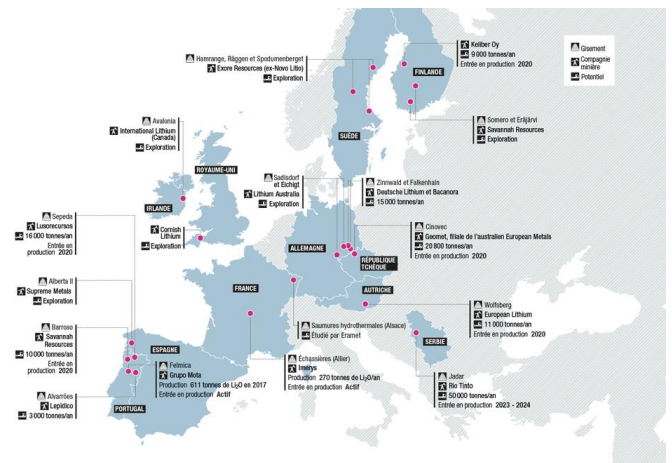 Hamrange, Räggen et Spodumenberget
Exore Resources (ex-Novo Litio)
Exploration
Keliber Oy
9 000 tonnes/an
Entrée en production 2020
Gisement
Compagnie
minière
Potentiel
FINLANDE
Somero et Eräjärvi
Savannah Resources
Exploration
SUÈDE
Avalonia
International Lithium
(Canada)
Exploration
ROYAUME-UNI
IRLANDE
Cornish
Lithium
Exploration
Sadisdorf
et Eichigt
Lithium Australia
Exploration
Zinnwald et Falkenhain
Deutsche Lithium et Bacanora
15 000 tonnes/an
Cinovec
Geomet, filiale de l'australien European Metals
20 800 tonnes/an
Entrée en production 2020
ALLEMAGNE
RÉPUBLIQUE
TCHÈQUE
AUTRICHE
Wolfsberg
European Lithium
11 000 tonnes/an
Entrée en production 2020
SERBIE
Jadar
Rio Tinto
50 000 tonnes/an
Entrée en production 2023 - 2024
FRANCE
Saumures hydrothermales (Alsace)
Étudié par Eramet
Échassières (Allier)
Imerys
Production 270 tonnes de Li₂O/an
Entrée en production Actif
Sepeda
Lusorecursos
16 000 tonnes/an
Entrée en
production 2020
Alberta II
Supreme Metals
Exploration
Barroso
Savannah
Resources
10 000 tonnes/an
Entrée en
production 2020
Alvarrões
Lepidico
3 000 tonnes/an
ESPAGNE
Felmica
Grupo Mota
Production 611 tonnes de Li₂O en 2017
Entrée en production Actif
PORTUGAL